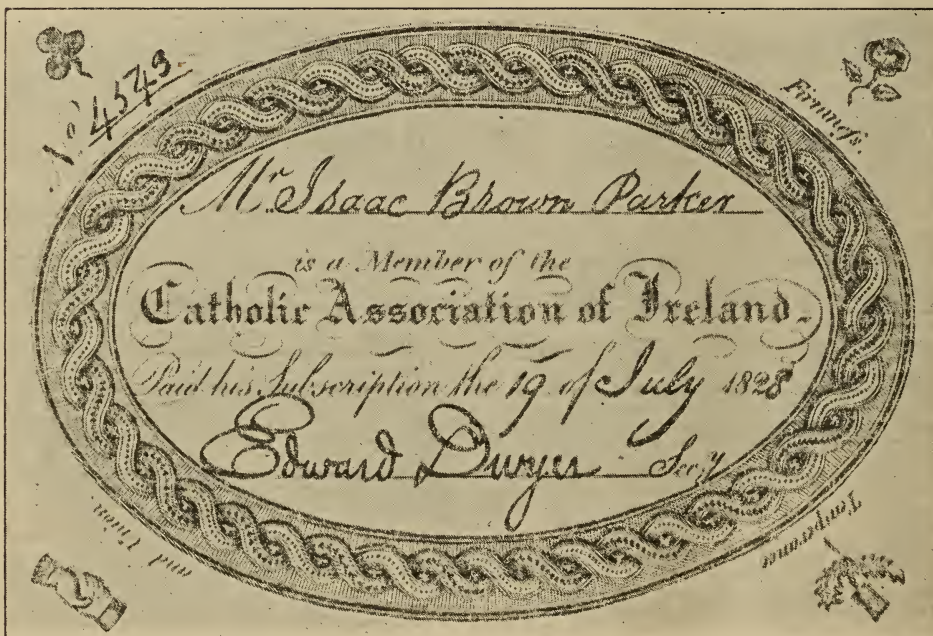 No. 4543
Firmness.
Mr. Isaac Brown Parker
is a Member of the
Catholic Association of Ireland.
Paid his Subscription the 19 of July 1828
Edward Dwyer Secy
Temperance
and Union